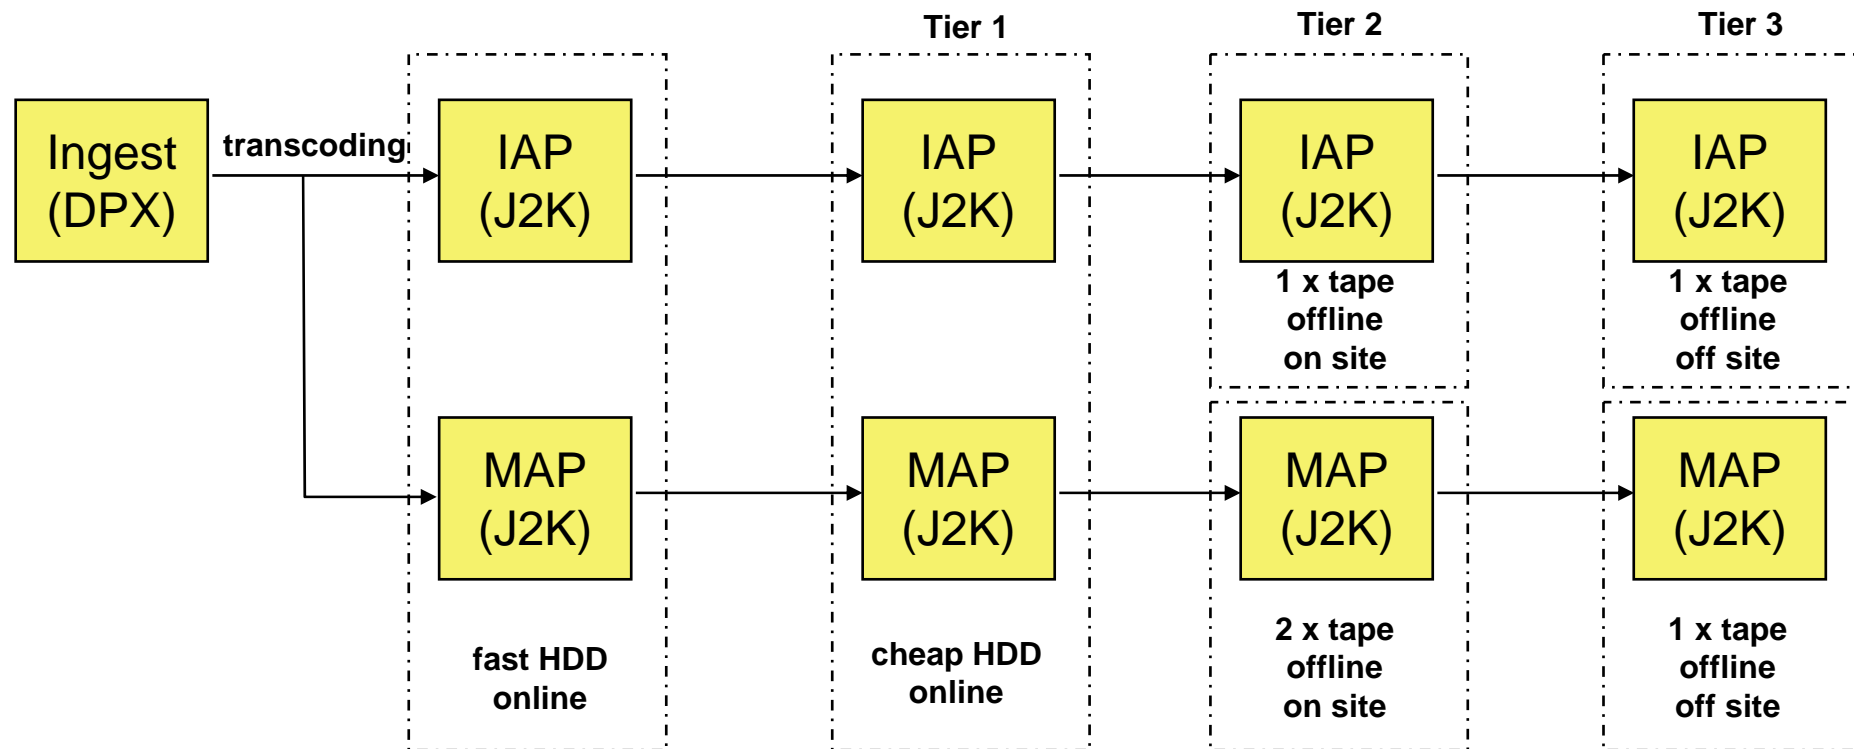 Tier 1
Tier 2
Tier 3
Ingest
(DPX)
transcoding
IAP
(J2K)
IAP
(J2K)
IAP
(J2K)
IAP
(J2K)
1 x tape
offline
on site
1 x tape
offline
off site
MAP
(J2K)
MAP
(J2K)
MAP
(J2K)
MAP
(J2K)
fast HDD
online
cheap HDD
online
2 x tape
offline
on site
1 x tape
offline
off site